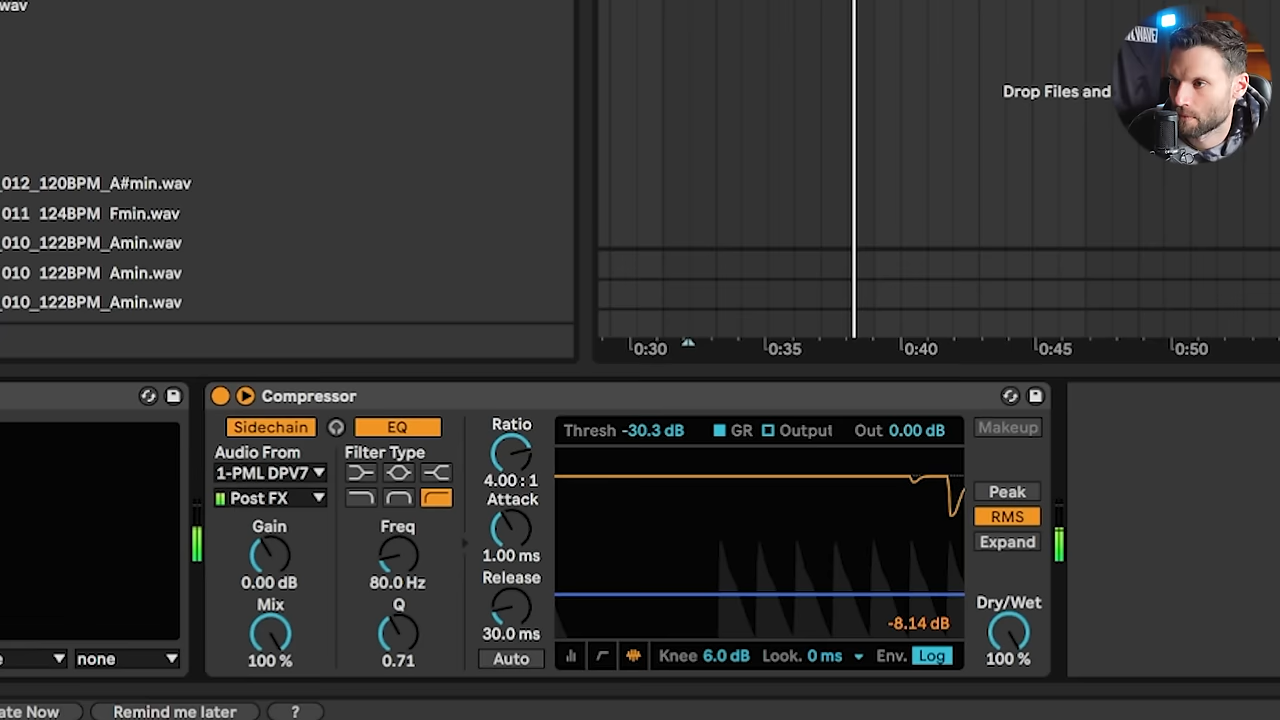 wav
Drop Files and
_012_120BPM_A#min.wav
011 124BPM Fmin.wav
_010_122BPM_Amin.wav
010 122BPM Amin.wav
_010_122BPM_Amin.wav
0:30 0:35 0:40 0:45 0:50
Compressor
Sidechain EQ
Audio From Filter Type
1-PML DPV7
Post FX
Gain Freq
0.00 dB 80.0 Hz
Mix Q
100 % 0.71
Ratio
4.00 : 1
Attack
1.00 ms
Release
30.0 ms
Auto
Thresh -30.3 dB GR Output Out 0.00 dB
-8.14 dB
Knee 6.0 dB Look. 0 ms Env. Log
Makeup
Peak
RMS
Expand
Dry/Wet
100 %
none
ate Now Remind me later ?